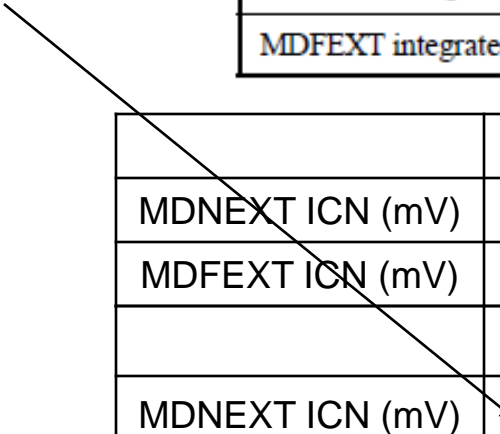 MDFEXT integrate
MDNEXT ICN (mV)
MDFEXT ICN (mV)
MDNEXT ICN (mV)